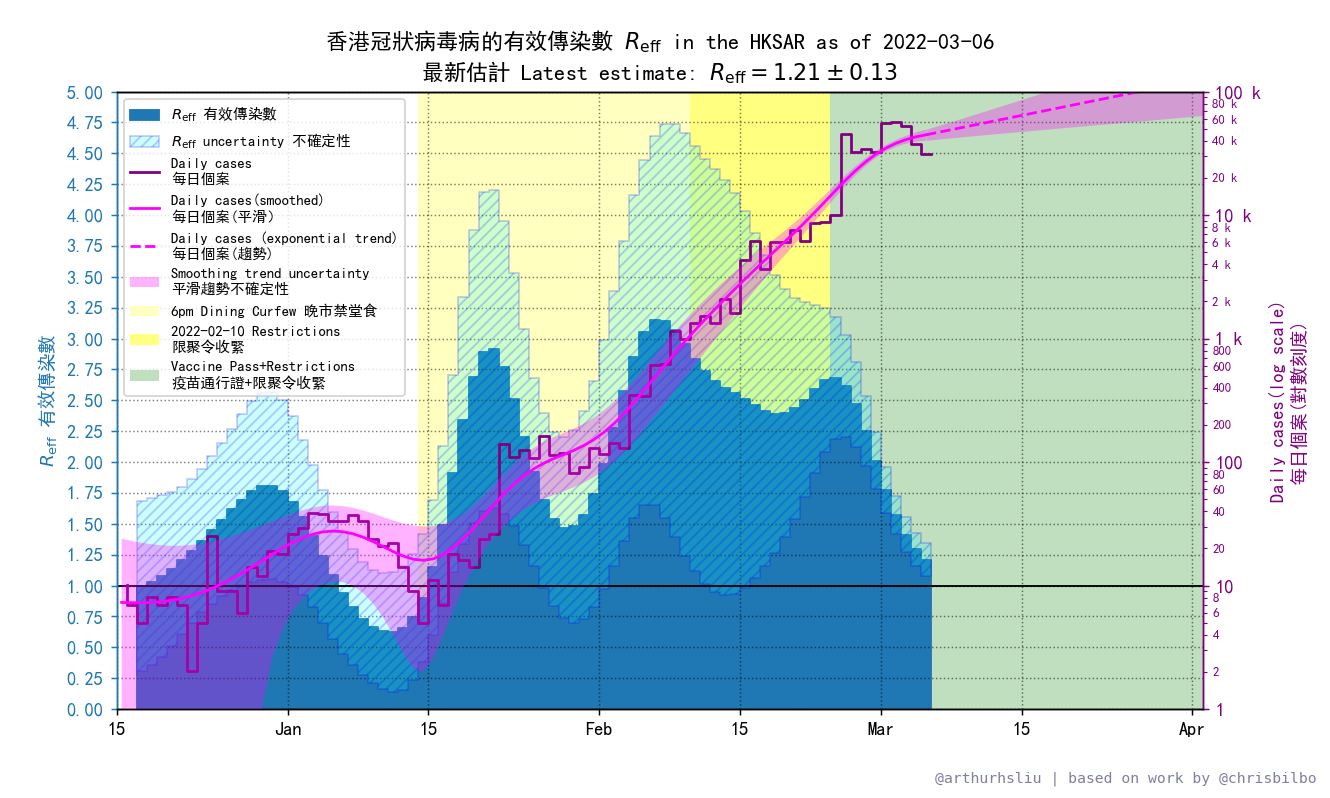 香港冠狀病毒病的有效傳染數 Reff in the HKSAR as of 2022-03-06
最新估計 Latest estimate: Reff = 1.21 ± 0.13
Reff 有效傳染數
Reff uncertainty 不確定性
Daily cases
每日個案
Daily cases(smoothed)
每日個案(平滑)
Daily cases (exponential trend)
每日個案(趨勢)
Smoothing trend uncertainty
平滑趨勢不確定性
6pm Dining Curfew 晚市禁堂食
2022-02-10 Restrictions
限聚令收緊
Vaccine Pass+Restrictions
疫苗通行證+限聚令收緊
5.00
4.75
4.50
4.25
4.00
3.75
3.50
3.25
3.00
2.75
2.50
2.25
2.00
1.75
1.50
1.25
1.00
0.75
0.50
0.25
0.00
Reff 有效傳染數
100 k
80 k
60 k
40 k
20 k
10 k
8 k
6 k
4 k
2 k
1 k
800
600
400
200
100
80
60
40
20
10
8
6
4
2
1
Daily cases(log scale)
每日個案(對數刻度)
15 Jan 15 Feb 15 Mar 15 Apr
@arthurhsliu | based on work by @chrisbilbo